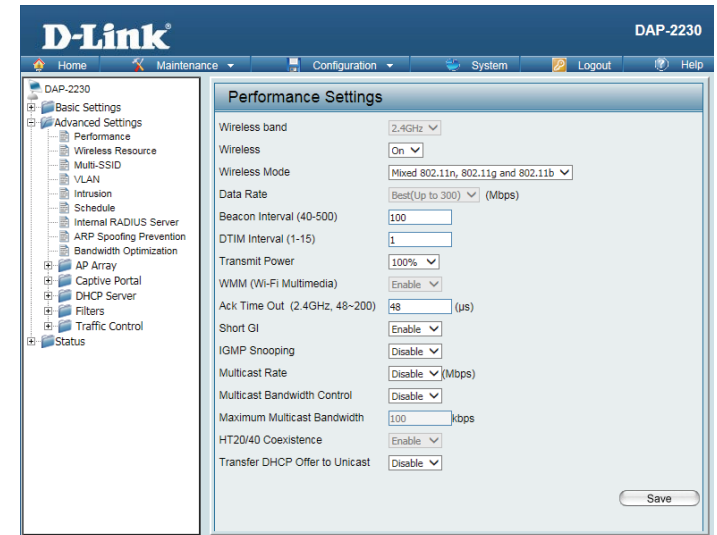 D-Link®
DAP-2230
Home Maintenance Configuration System Logout Help
DAP-2230
Basic Settings
Advanced Settings
Performance
Wireless Resource
Multi-SSID
VLAN
Intrusion
Schedule
Internal RADIUS Server
ARP Spoofing Prevention
Bandwidth Optimization
AP Array
Captive Portal
DHCP Server
Filters
Traffic Control
Status
Performance Settings
Wireless band 2.4GHz
Wireless On
Wireless Mode Mixed 802.11n, 802.11g and 802.11b
Data Rate Best(Up to 300) (Mbps)
Beacon Interval (40-500) 100
DTIM Interval (1-15) 1
Transmit Power 100%
WMM (Wi-Fi Multimedia) Enable
Ack Time Out (2.4GHz, 48~200) 48 (µs)
Short GI Enable
IGMP Snooping Disable
Multicast Rate Disable (Mbps)
Multicast Bandwidth Control Disable
Maximum Multicast Bandwidth 100 kbps
HT20/40 Coexistence Enable
Transfer DHCP Offer to Unicast Disable
Save